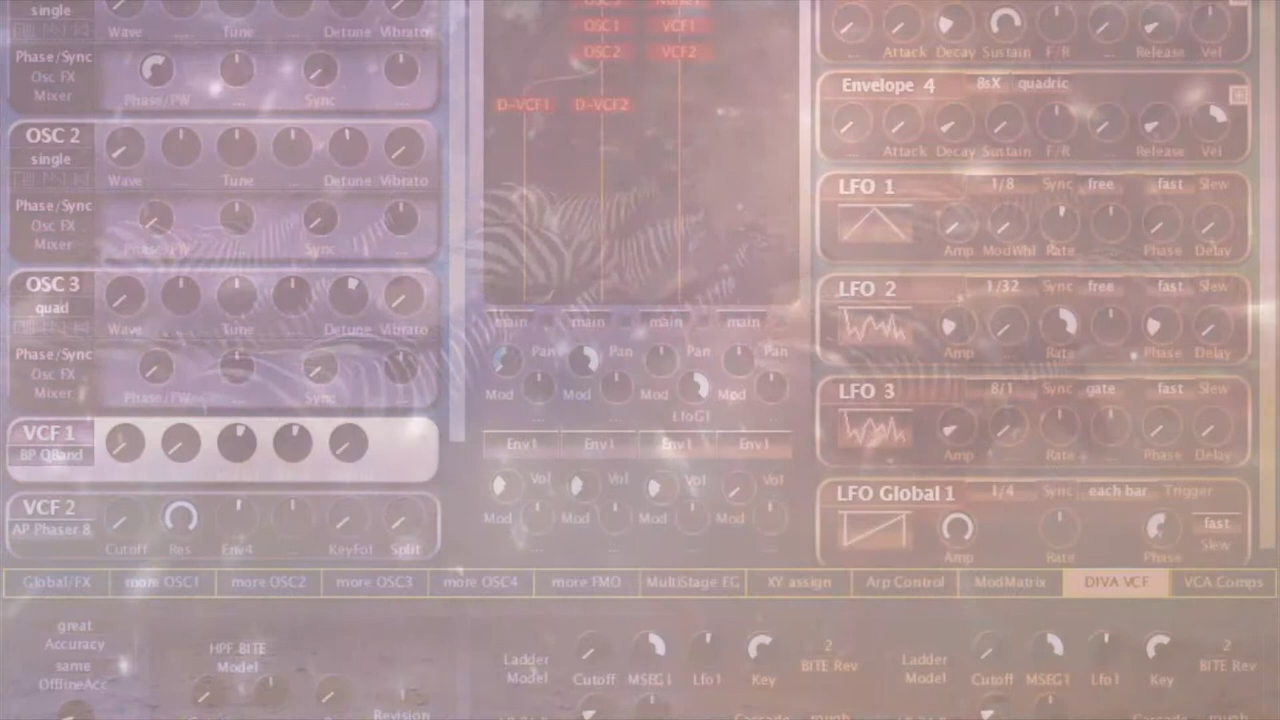 single
Wave ... Tune ... Detune Vibrato
Phase/Sync
Osc FX
Mixer
Phase/PW ... Sync ...
OSC 2
single
Wave ... Tune ... Detune Vibrato
Phase/Sync
Osc FX
Mixer
Phase/PW ... Sync ...
OSC 3
quad
Wave ... Tune ... Detune Vibrato
Phase/Sync
Osc FX
Mixer
Phase/PW ... Sync ...
VCF 1
BP QBand
VCF 2
AP Phaser 8
Cutoff Res Env4 ... KeyFol Split
OSC1 VCF1
OSC2 VCF2
D-VCF1 D-VCF2
main main main main
Pan Pan Pan Pan
Mod Mod Mod Mod
LfoG1
Env1 Env1 Env1 Env1
Vol Vol Vol Vol
Mod Mod Mod Mod
... Attack Decay Sustain F/R ... Release Vel
Envelope 4 8sX quadric
... Attack Decay Sustain F/R ... Release Vel
LFO 1 1/8 Sync free fast Slew
Amp ModWhl Rate ... Phase Delay
LFO 2 1/32 Sync free fast Slew
Amp ... Rate ... Phase Delay
LFO 3 8/1 Sync gate fast Slew
Amp ... Rate ... Phase Delay
LFO Global 1 1/4 Sync each bar Trigger
fast
Slew
Amp Rate Phase
Global/FX more OSC1 more OSC2 more OSC3 more OSC4 more FMO MultiStage EG XY assign Arp Control ModMatrix DIVA VCF VCA Comps
great
Accuracy
same
OfflineAcc
HPF BITE
Model
Revision
Ladder
Model
Cutoff MSEG1 Lfo1 Key
2
BITE Rev
Cascade rough
Ladder
Model
Cutoff MSEG1 Lfo1 Key
2
BITE Rev